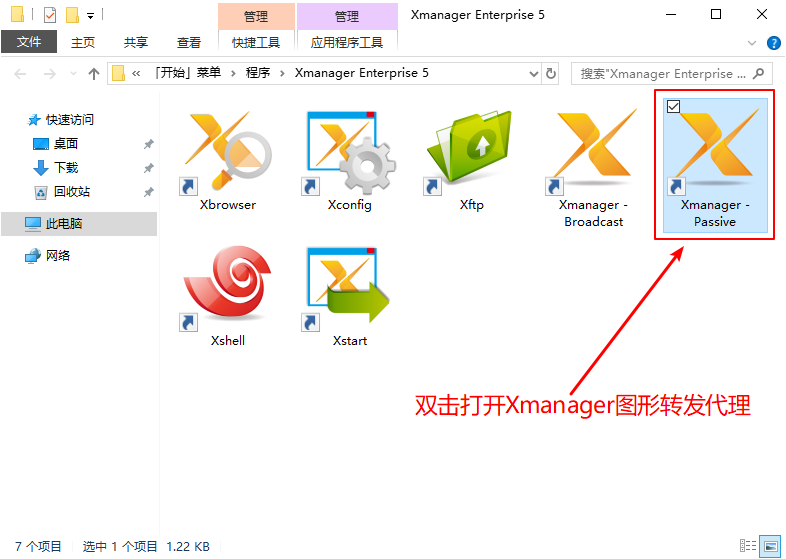 管理
管理
Xmanager Enterprise 5
文件
主页
共享
查看
快捷工具
应用程序工具
« 「开始」菜单 › 程序 › Xmanager Enterprise 5
搜索"Xmanager Enterprise ...
快速访问
桌面
下载
回收站
此电脑
网络
Xbrowser
Xconfig
Xftp
Xmanager -
Broadcast
Xmanager -
Passive
Xshell
Xstart
双击打开Xmanager图形转发代理
7 个项目
选中 1 个项目 1.22 KB